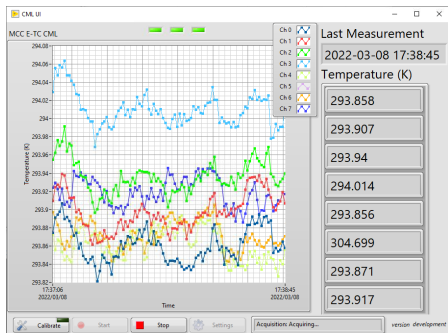 CML UI
MCC E-TC CML
Ch 0
Ch 1
Ch 2
Ch 3
Ch 4
Ch 5
Ch 6
Ch 7
294.08
294.06
294.04
294.02
294
293.98
293.96
293.94
293.92
293.9
293.88
293.86
293.84
293.82
Temperature (K)
17:37:06
2022/03/08
17:38:45
2022/03/08
Time
Last Measurement
2022-03-08 17:38:45
Temperature (K)
293.858
293.907
293.94
294.014
293.856
304.699
293.871
293.917
Calibrate
Start
Stop
Settings
Acquisition: Acquiring...
version development